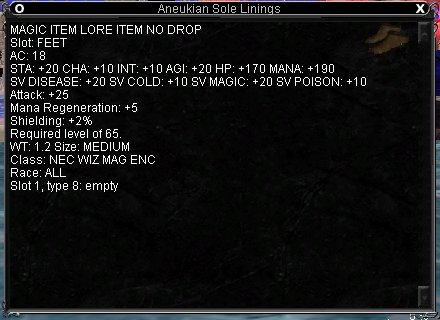 Aneukian Sole Linings
MAGIC ITEM LORE ITEM NO DROP
Slot: FEET
AC: 18
STA: +20 CHA: +10 INT: +10 AGI: +20 HP: +170 MANA: +190
SV DISEASE: +20 SV COLD: +10 SV MAGIC: +20 SV POISON: +10
Attack: +25
Mana Regeneration: +5
Shielding: +2%
Required level of 65.
WT: 1.2 Size: MEDIUM
Class: NEC WIZ MAG ENC
Race: ALL
Slot 1, type 8: empty